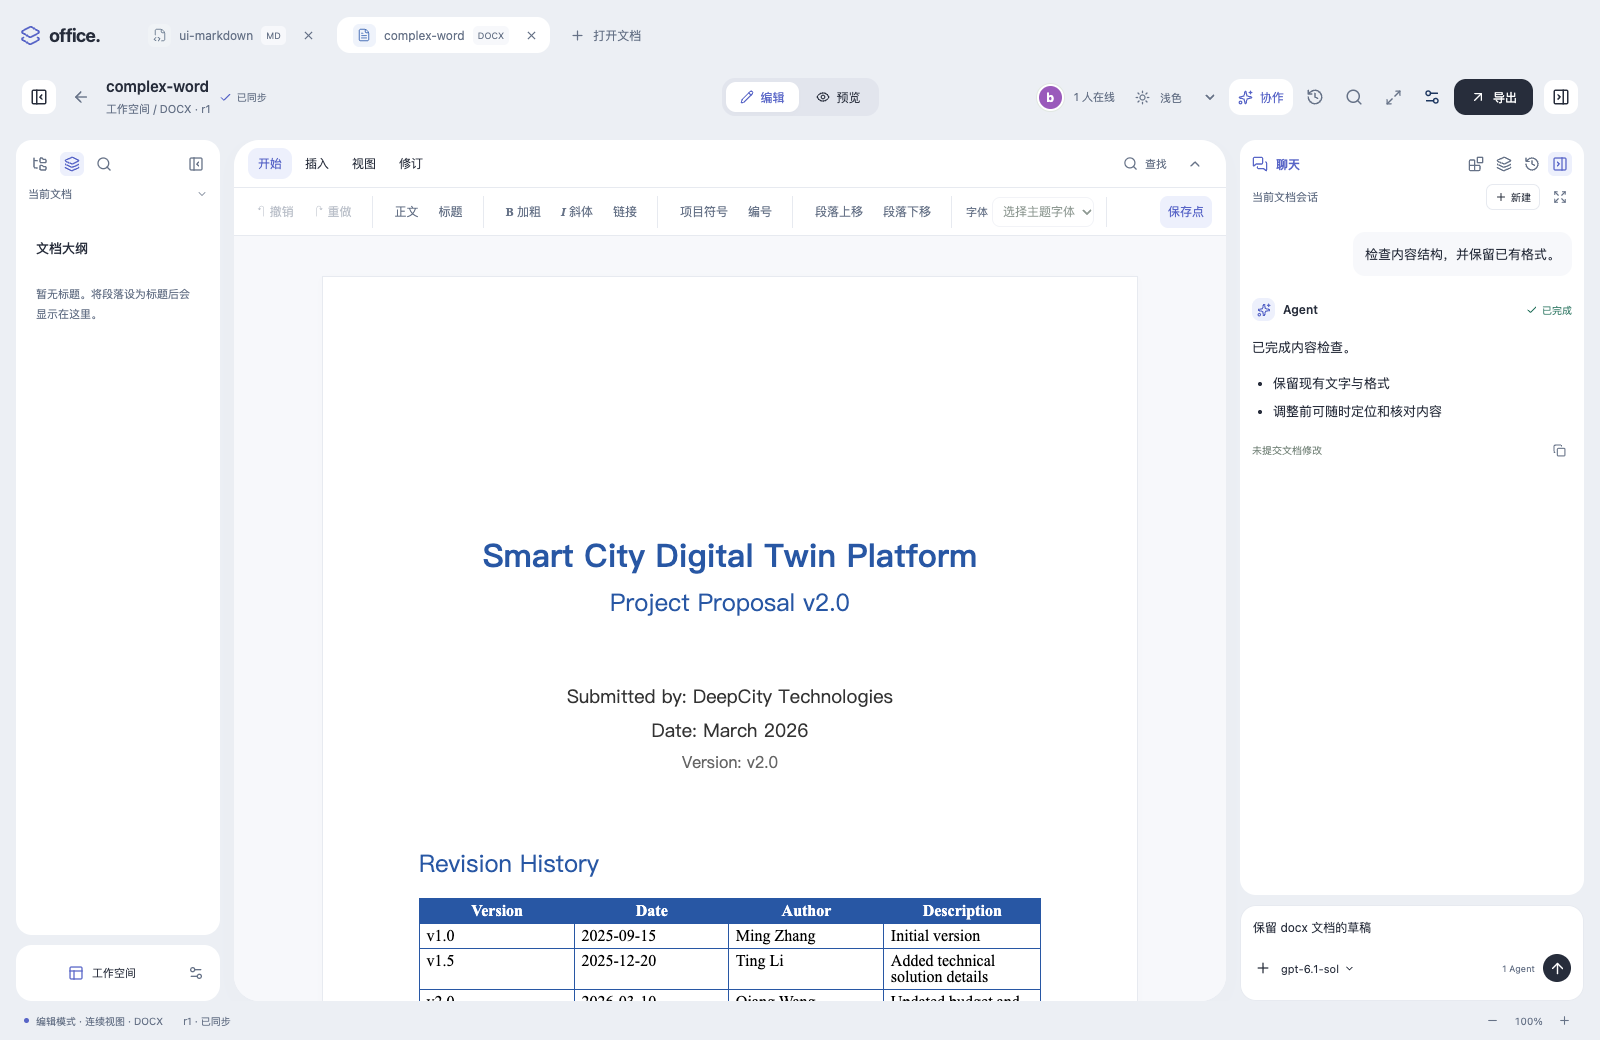 office.
ui-markdown MD
complex-word DOCX
打开文档
complex-word
工作空间 / DOCX · r1
已同步
编辑
预览
b
1 人在线
浅色
协作
导出
当前文档
文档大纲
暂无标题。将段落设为标题后会
显示在这里。
工作空间
开始 插入 视图 修订
查找
撤销 重做 正文 标题 B 加粗 I 斜体 链接 项目符号 编号 段落上移 段落下移 字体 选择主题字体 保存点
Smart City Digital Twin Platform
Project Proposal v2.0
Submitted by: DeepCity Technologies
Date: March 2026
Version: v2.0
Revision History
Version Date Author Description
v1.0 2025-09-15 Ming Zhang Initial version
v1.5 2025-12-20 Ting Li Added technical
solution details
v2.0 2026-03-10 Qiang Wang Updated budget and
聊天
当前文档会话
新建
检查内容结构，并保留已有格式。
Agent
已完成
已完成内容检查。
• 保留现有文字与格式
• 调整前可随时定位和核对内容
未提交文档修改
保留 docx 文档的草稿
gpt-6.1-sol
1 Agent
编辑模式 · 连续视图 · DOCX
r1 · 已同步
100%